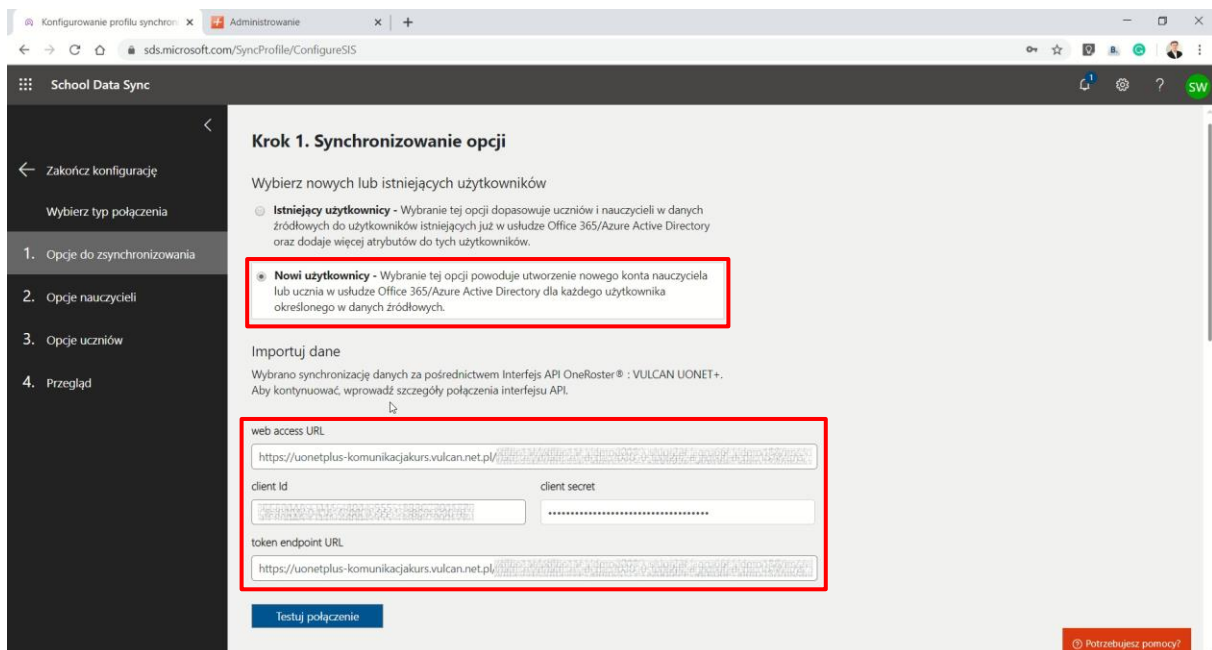 Konfigurowanie profilu synchron
Administrowanie
sds.microsoft.com/SyncProfile/ConfigureSIS
School Data Sync
1
?
SW
Krok 1. Synchronizowanie opcji
Zakończ konfigurację
Wybierz nowych lub istniejących użytkowników
Wybierz typ połączenia
Istniejący użytkownicy - Wybranie tej opcji dopasowuje uczniów i nauczycieli w danych
źródłowych do użytkowników istniejących już w usłudze Office 365/Azure Active Directory
oraz dodaje więcej atrybutów do tych użytkowników.
1. Opcje do zsynchronizowania
Nowi użytkownicy - Wybranie tej opcji powoduje utworzenie nowego konta nauczyciela
lub ucznia w usłudze Office 365/Azure Active Directory dla każdego użytkownika
określonego w danych źródłowych.
2. Opcje nauczycieli
3. Opcje uczniów
4. Przegląd
Importuj dane
Wybrano synchronizację danych za pośrednictwem Interfejs API OneRoster® : VULCAN UONET+.
Aby kontynuować, wprowadź szczegóły połączenia interfejsu API.
web access URL
https://uonetplus-komunikacjakurs.vulcan.net.pl/
client Id
client secret
token endpoint URL
https://uonetplus-komunikacjakurs.vulcan.net.pl
Testuj połączenie
Potrzebujesz pomocy?